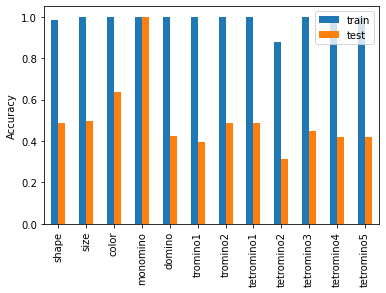 1.0
0.8
0.6
0.4
0.2
0.0
Accuracy
train
test
shape
size
color
monomino
domino
tromino1
tromino2
tetromino1
tetromino2
tetromino3
tetromino4
tetromino5